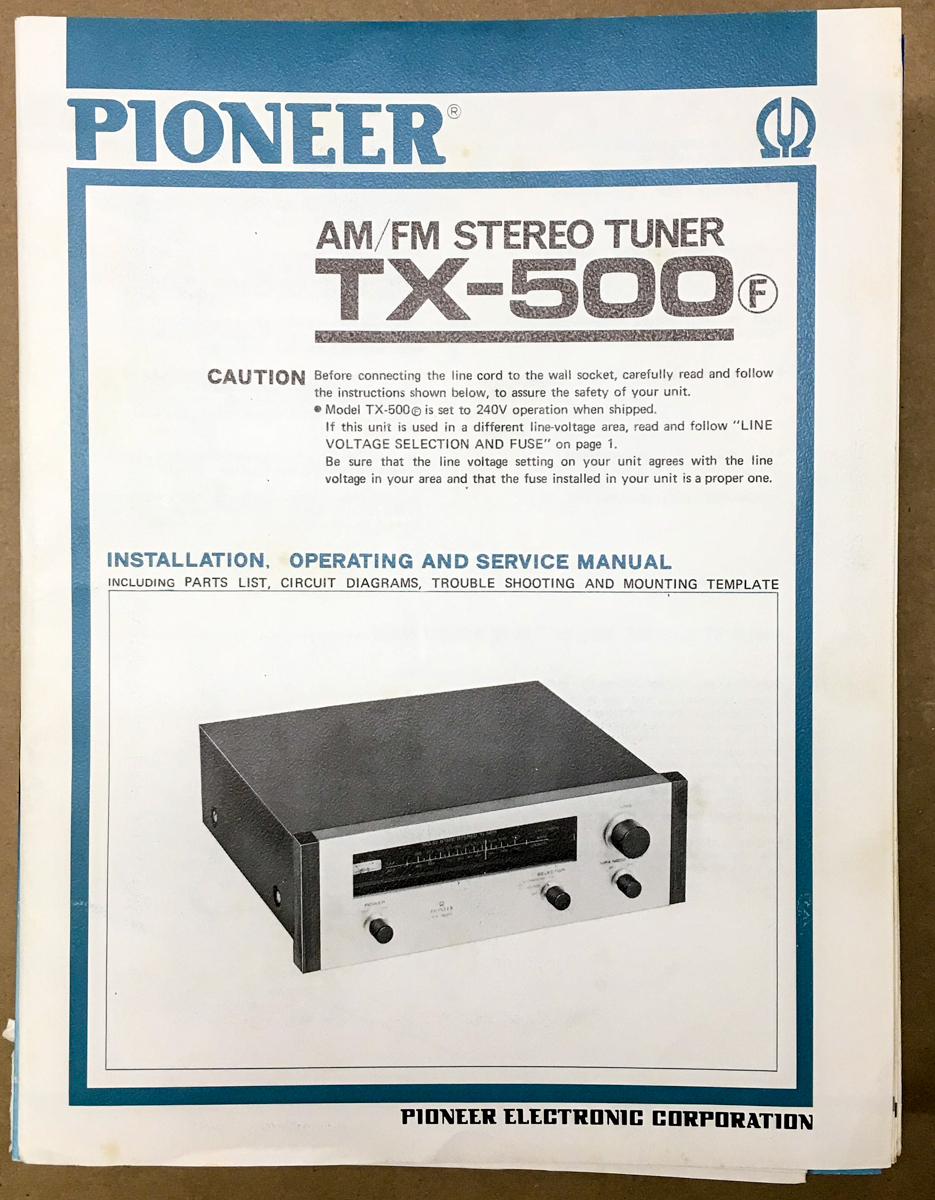 PIONEER®
AM/FM STEREO TUNER
TX-500Ⓕ
CAUTION Before connecting the line cord to the wall socket, carefully read and follow
the instructions shown below, to assure the safety of your unit.
● Model TX-500Ⓕ is set to 240V operation when shipped.
If this unit is used in a different line-voltage area, read and follow "LINE
VOLTAGE SELECTION AND FUSE" on page 1.
Be sure that the line voltage setting on your unit agrees with the line
voltage in your area and that the fuse installed in your unit is a proper one.
INSTALLATION, OPERATING AND SERVICE MANUAL
INCLUDING PARTS LIST, CIRCUIT DIAGRAMS, TROUBLE SHOOTING AND MOUNTING TEMPLATE
SELECTOR
POWER
PIONEER
PIONEER ELECTRONIC CORPORATION